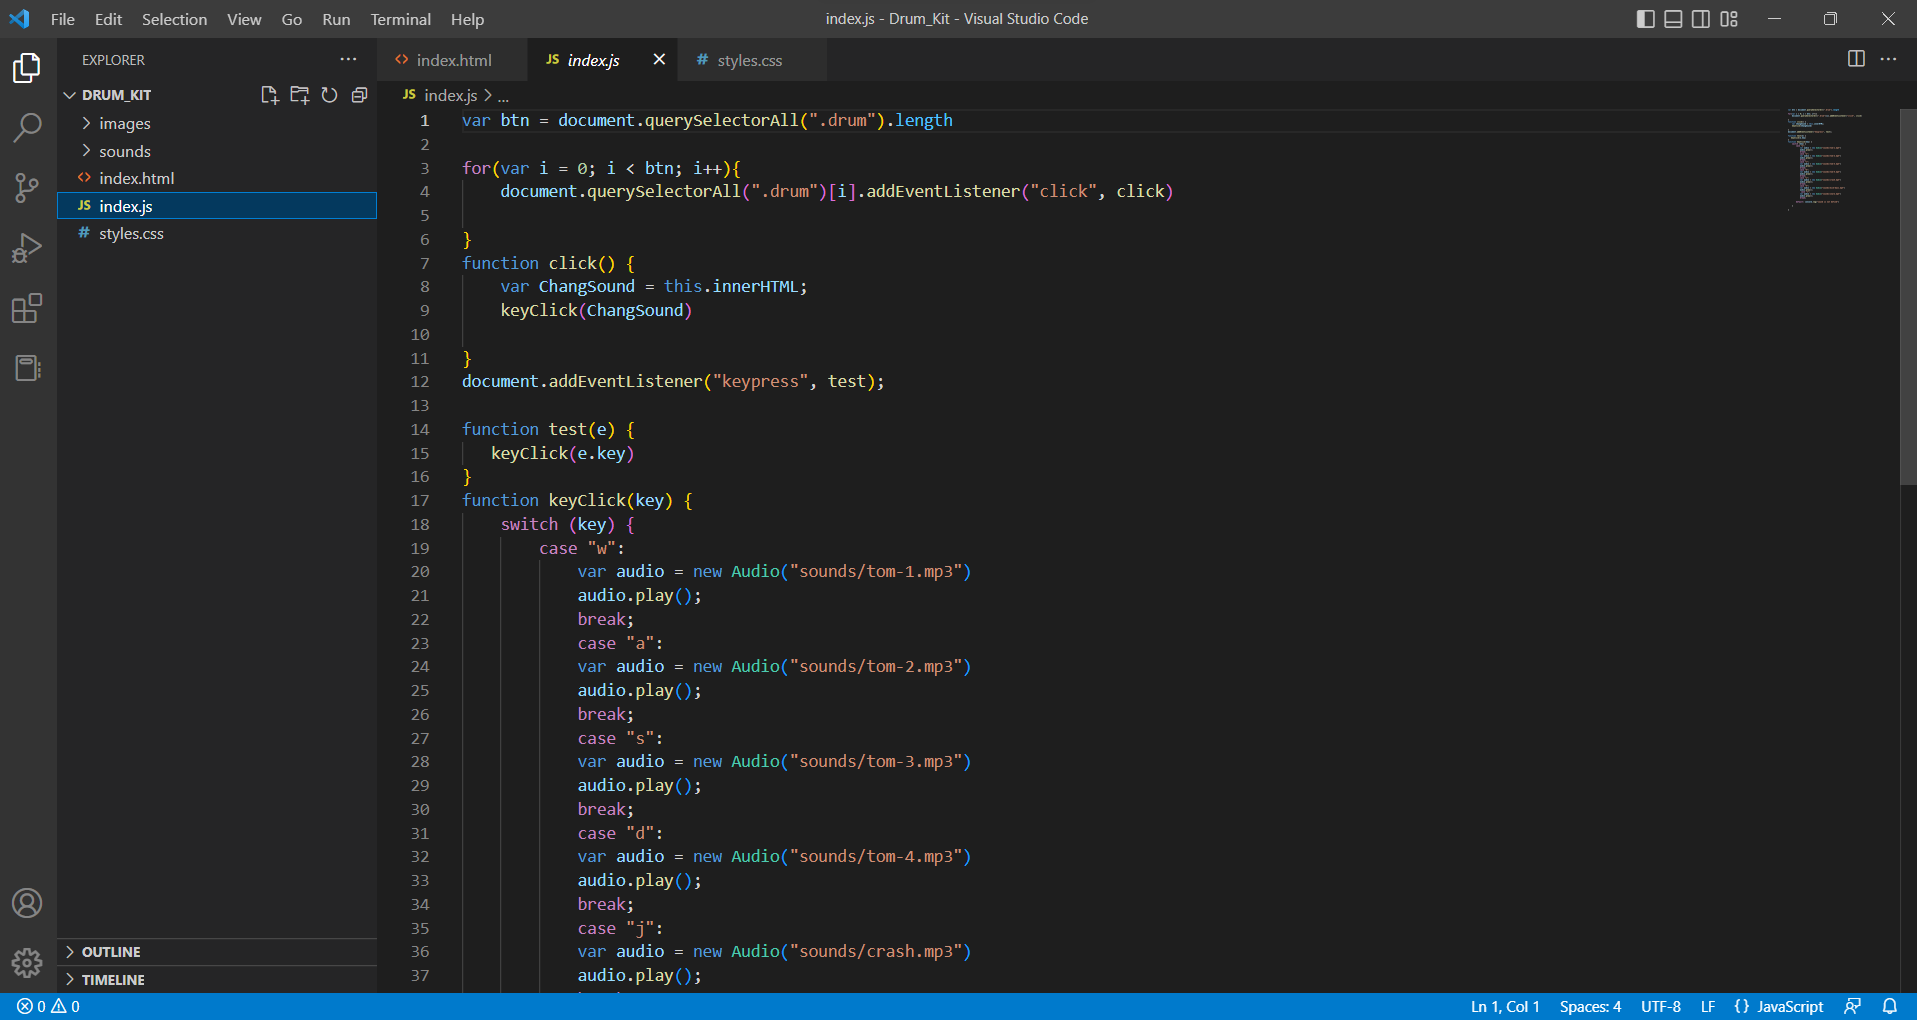 File Edit Selection View Go Run Terminal Help
index.js - Drum_Kit - Visual Studio Code
EXPLORER
DRUM_KIT
images
sounds
index.html
JS index.js
# styles.css
OUTLINE
TIMELINE
index.html
JS index.js
# styles.css
JS index.js > ...
1 var btn = document.querySelectorAll(".drum").length
2
3 for(var i = 0; i < btn; i++){
4 document.querySelectorAll(".drum")[i].addEventListener("click", click)
5
6 }
7 function click() {
8 var ChangSound = this.innerHTML;
9 keyClick(ChangSound)
10
11 }
12 document.addEventListener("keypress", test);
13
14 function test(e) {
15 keyClick(e.key)
16 }
17 function keyClick(key) {
18 switch (key) {
19 case "w":
20 var audio = new Audio("sounds/tom-1.mp3")
21 audio.play();
22 break;
23 case "a":
24 var audio = new Audio("sounds/tom-2.mp3")
25 audio.play();
26 break;
27 case "s":
28 var audio = new Audio("sounds/tom-3.mp3")
29 audio.play();
30 break;
31 case "d":
32 var audio = new Audio("sounds/tom-4.mp3")
33 audio.play();
34 break;
35 case "j":
36 var audio = new Audio("sounds/crash.mp3")
37 audio.play();
0 0
Ln 1, Col 1 Spaces: 4 UTF-8 LF {} JavaScript